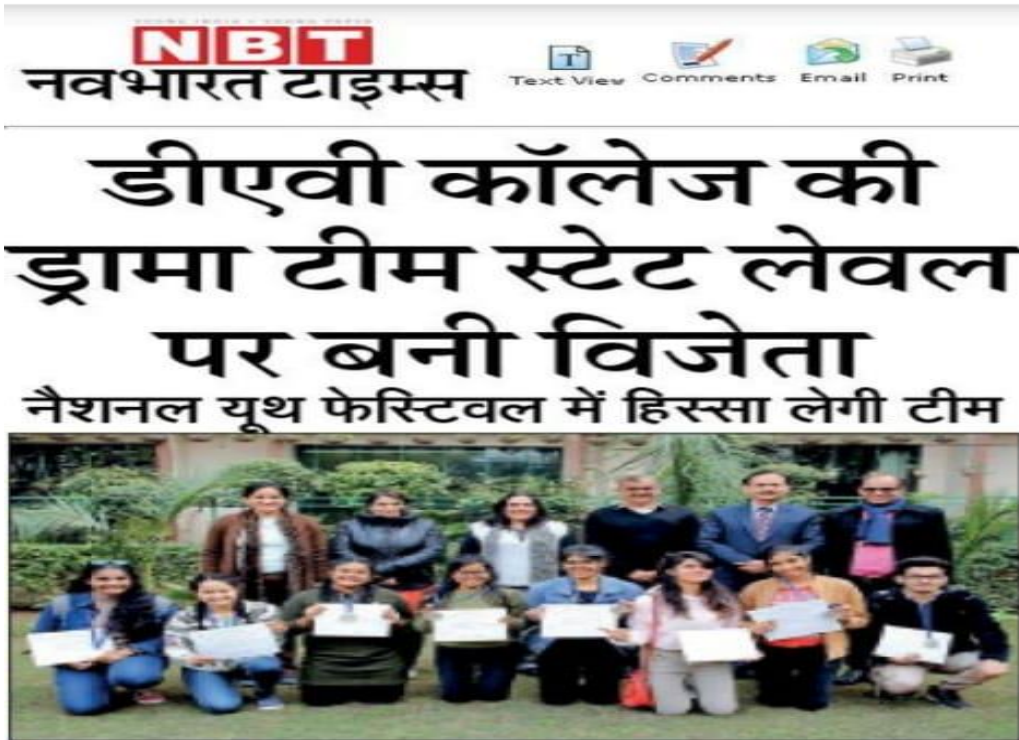 NBT
नवभारत टाइम्स
Text View Comments Email Print
डीएवी कॉलेज की
ड्रामा टीम स्टेट लेवल
पर बनी विजेता
नैशनल यूथ फेस्टिवल में हिस्सा लेगी टीम